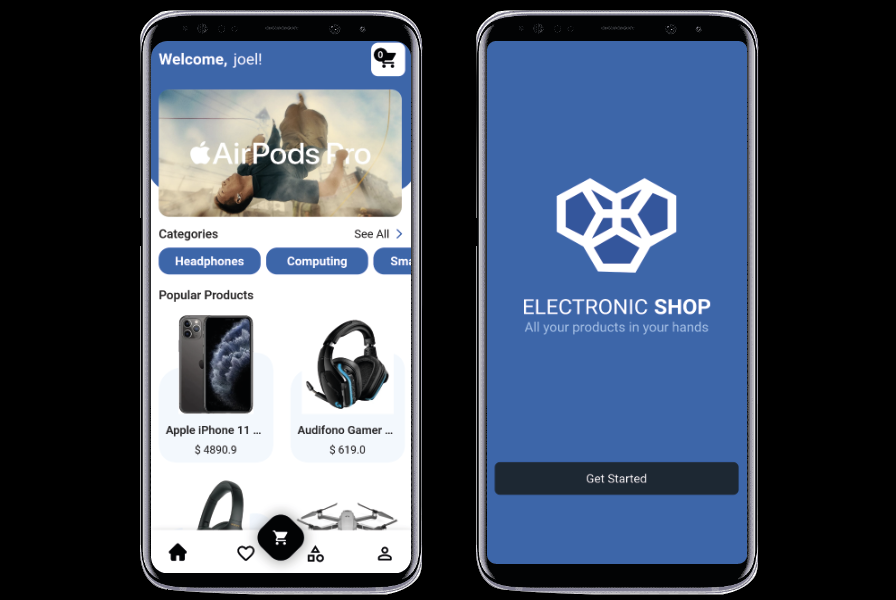 Welcome, joel!
0
AirPods Pro
Categories
See All
Headphones
Computing
Sma
Popular Products
Apple iPhone 11 ...
Audifono Gamer ...
$ 4890.9
$ 619.0
ELECTRONIC SHOP
All your products in your hands
Get Started